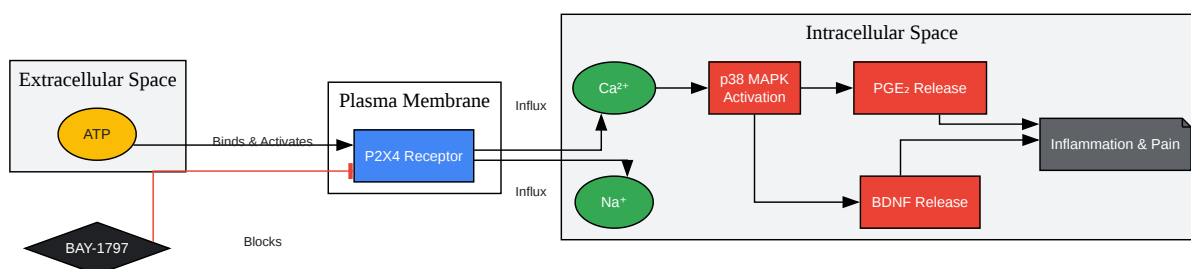 Extracellular Space
ATP
Binds & Activates
BAY-1797
Blocks
Plasma Membrane
P2X4 Receptor
Influx
Influx
Intracellular Space
Ca²⁺
Na⁺
p38 MAPK
Activation
PGE₂ Release
BDNF Release
Inflammation & Pain